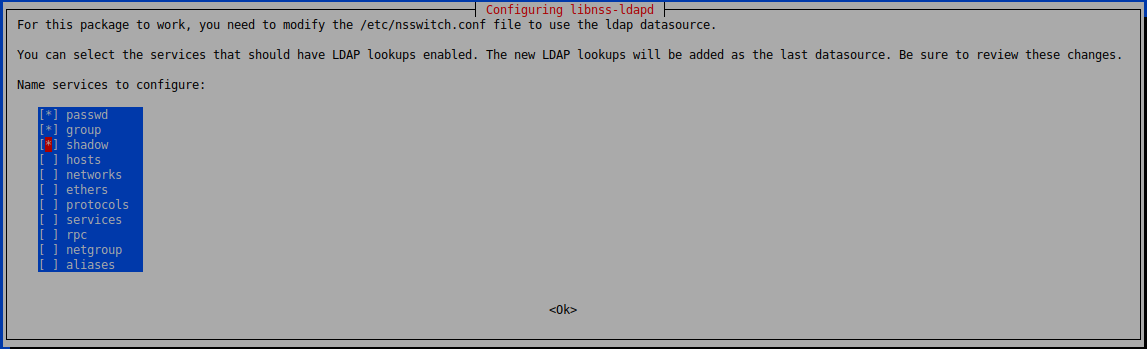 Configuring libnss-ldapd
For this package to work, you need to modify the /etc/nsswitch.conf file to use the ldap datasource.
You can select the services that should have LDAP lookups enabled. The new LDAP lookups will be added as the last datasource. Be sure to review these changes.
Name services to configure:
[*] passwd
[*] group
[*] shadow
[ ] hosts
[ ] networks
[ ] ethers
[ ] protocols
[ ] services
[ ] rpc
[ ] netgroup
[ ] aliases
<Ok>